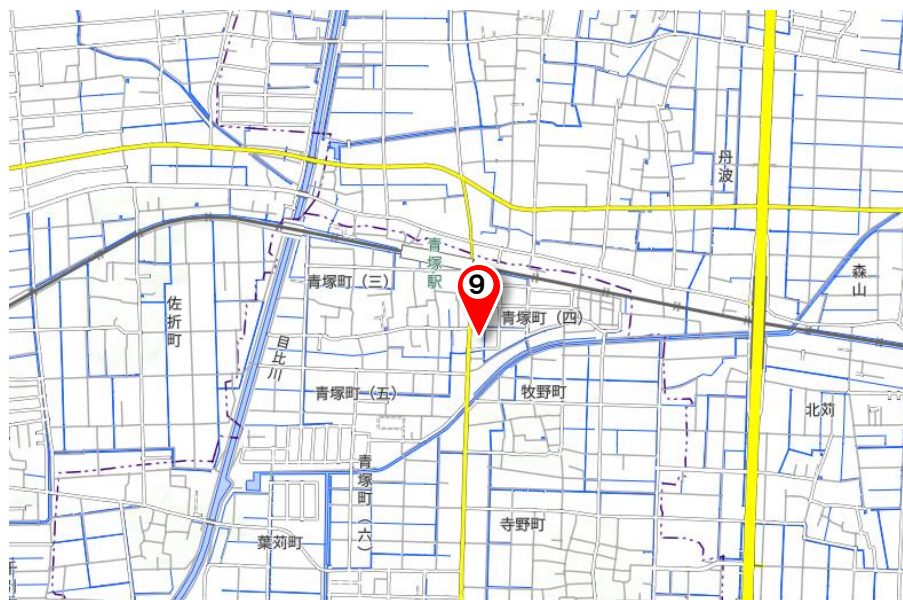 丹波
青塚駅
森山
青塚町(三)
9
佐折町
青塚町(四)
目比川
青塚町(五)
牧野町
北苅
青塚町(六)
寺野町
葉苅町